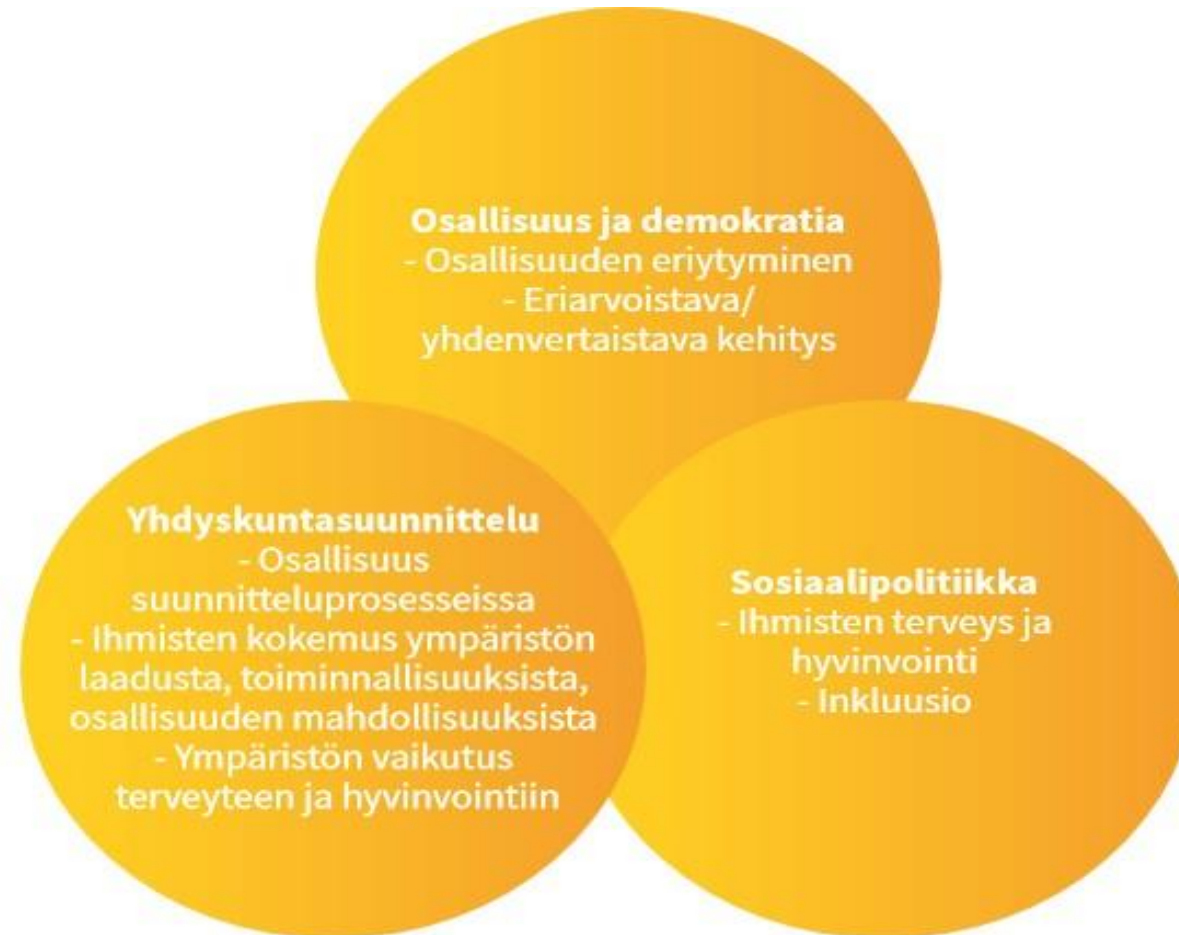 Osallisuus ja demokratia
- Osallisuuden eriytyminen
- Eriarvoistava/
yhdenvertaistava kehitys
Yhdyskuntasuunnittelu
- Osallisuus
suunnitteluprosesseissa
- Ihmisten kokemus ympäristön
laadusta, toiminnallisuuksista,
osallisuuden mahdollisuuksista
- Ympäristön vaikutus
terveyteen ja hyvinvointiin
Sosiaalipolitiikka
- Ihmisten terveys ja
hyvinvointi
- Inkluusio